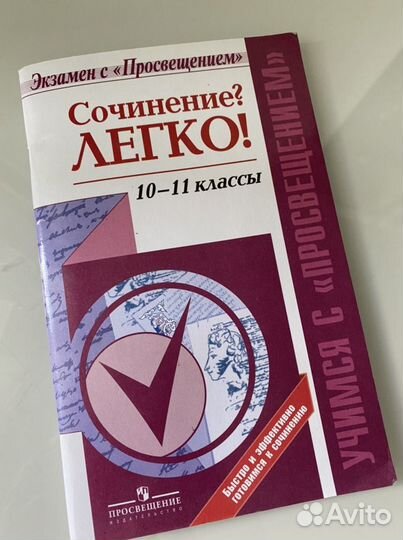 Экзамен с «Просвещением»
Сочинение?
ЛЕГКО!
10–11 классы
УЧИМСЯ С «ПРОСВЕЩЕНИЕМ»
Быстро и эффективно
готовимся к сочинению
ПРОСВЕЩЕНИЕ
ИЗДАТЕЛЬСТВО
Avito